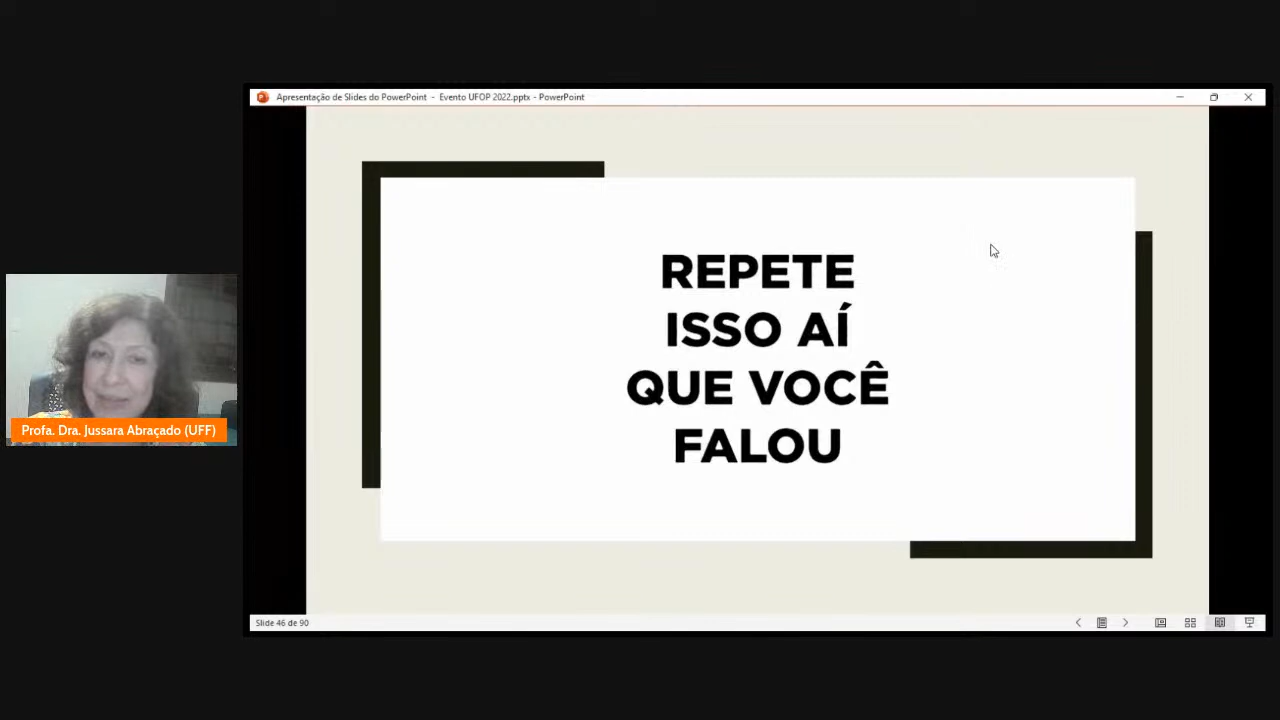 Apresentação de Slides do PowerPoint - Evento UFOP 2022.pptx - PowerPoint
REPETE
ISSO AÍ
QUE VOCÊ
FALOU
Profa. Dra. Jussara Abraçado (UFF)
Slide 46 de 90